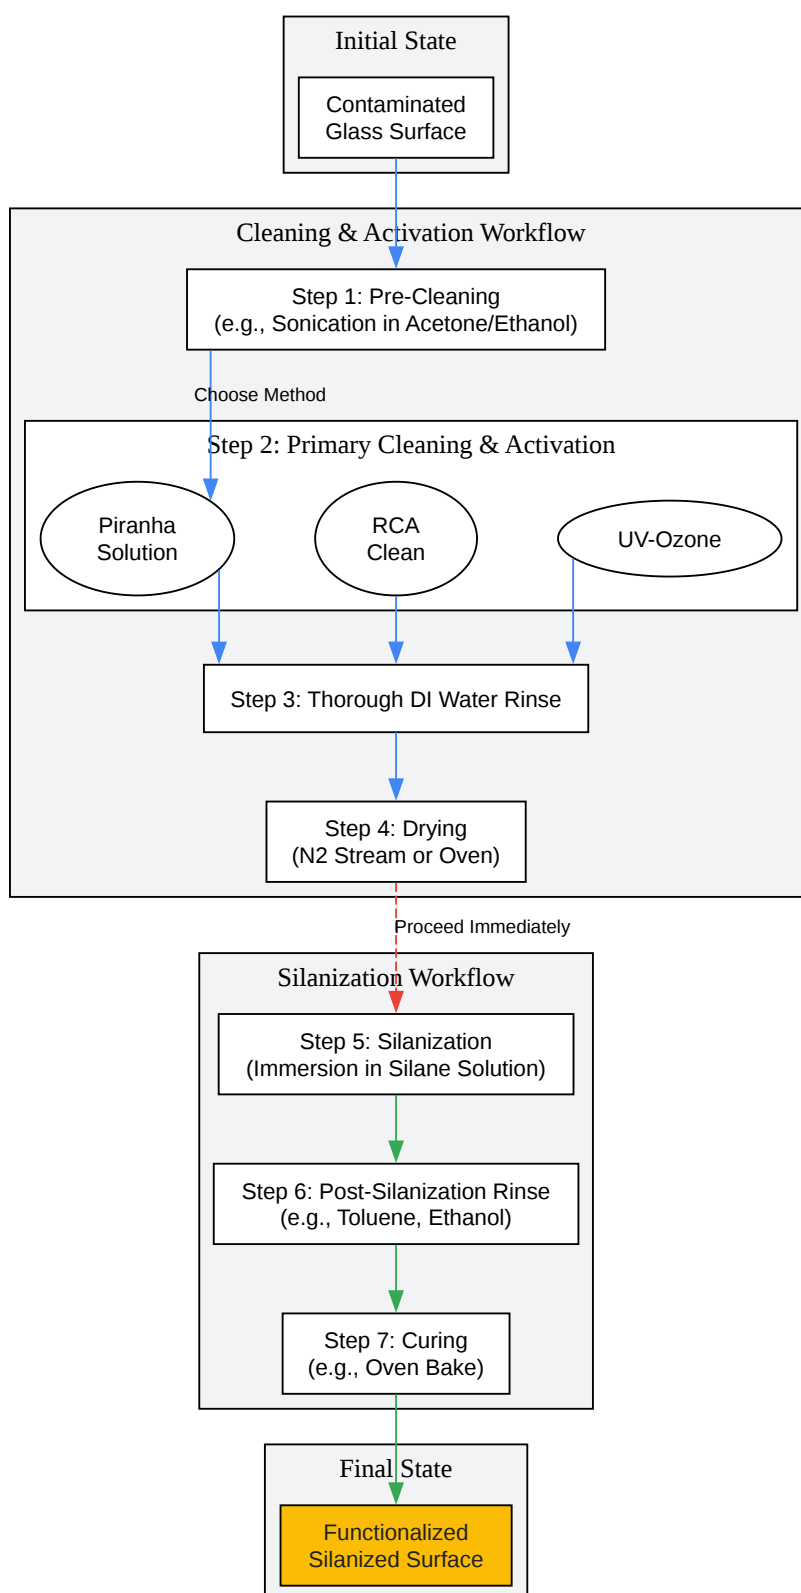 Initial State
Contaminated
Glass Surface
Cleaning & Activation Workflow
Step 1: Pre-Cleaning
(e.g., Sonication in Acetone/Ethanol)
Choose Method
Step 2: Primary Cleaning & Activation
Piranha
Solution
RCA
Clean
UV-Ozone
Step 3: Thorough DI Water Rinse
Step 4: Drying
(N2 Stream or Oven)
Proceed Immediately
Silanization Workflow
Step 5: Silanization
(Immersion in Silane Solution)
Step 6: Post-Silanization Rinse
(e.g., Toluene, Ethanol)
Step 7: Curing
(e.g., Oven Bake)
Final State
Functionalized
Silanized Surface